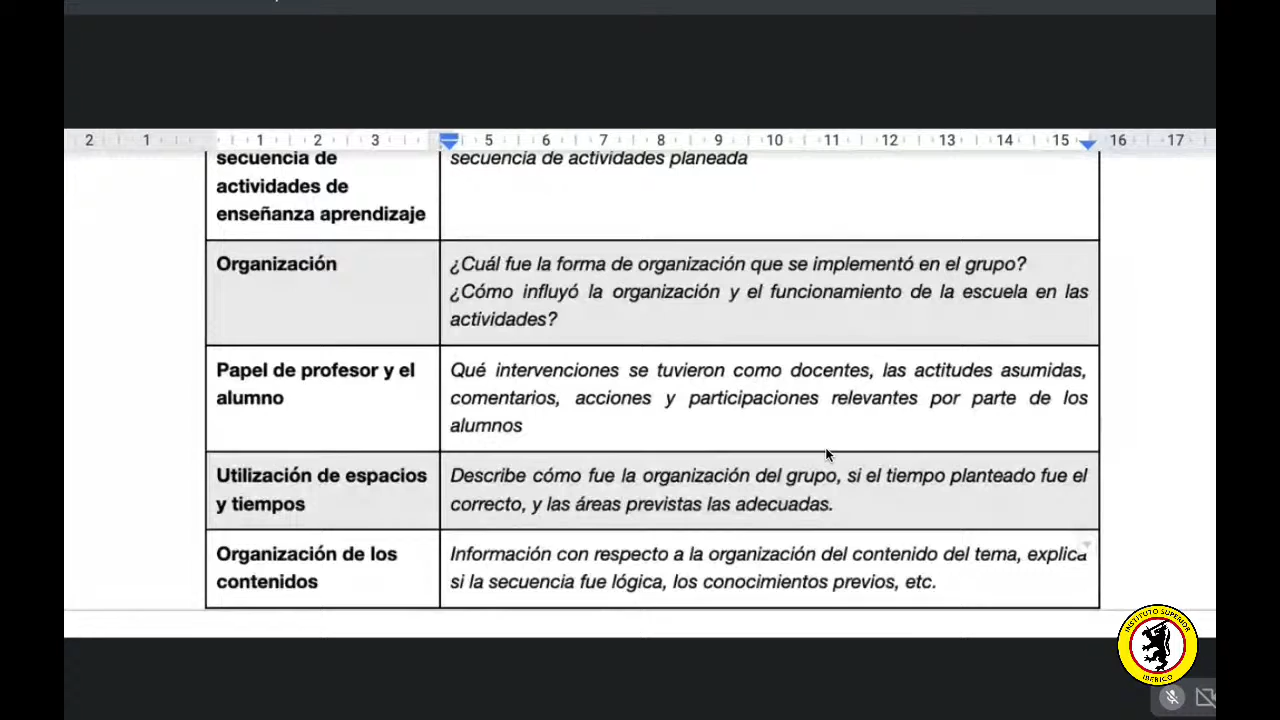 2 1 1 2 3 5 6 7 8 9 10 11 12 13 14 15 16 17
secuencia de
actividades de
enseñanza aprendizaje
secuencia de actividades planeada
Organización
¿Cuál fue la forma de organización que se implementó en el grupo?
¿Cómo influyó la organización y el funcionamiento de la escuela en las
actividades?
Papel de profesor y el
alumno
Qué intervenciones se tuvieron como docentes, las actitudes asumidas,
comentarios, acciones y participaciones relevantes por parte de los
alumnos
Utilización de espacios
y tiempos
Describe cómo fue la organización del grupo, si el tiempo planteado fue el
correcto, y las áreas previstas las adecuadas.
Organización de los
contenidos
Información con respecto a la organización del contenido del tema, explica
si la secuencia fue lógica, los conocimientos previos, etc.
INSTITUTO SUPERIOR
IBERICO